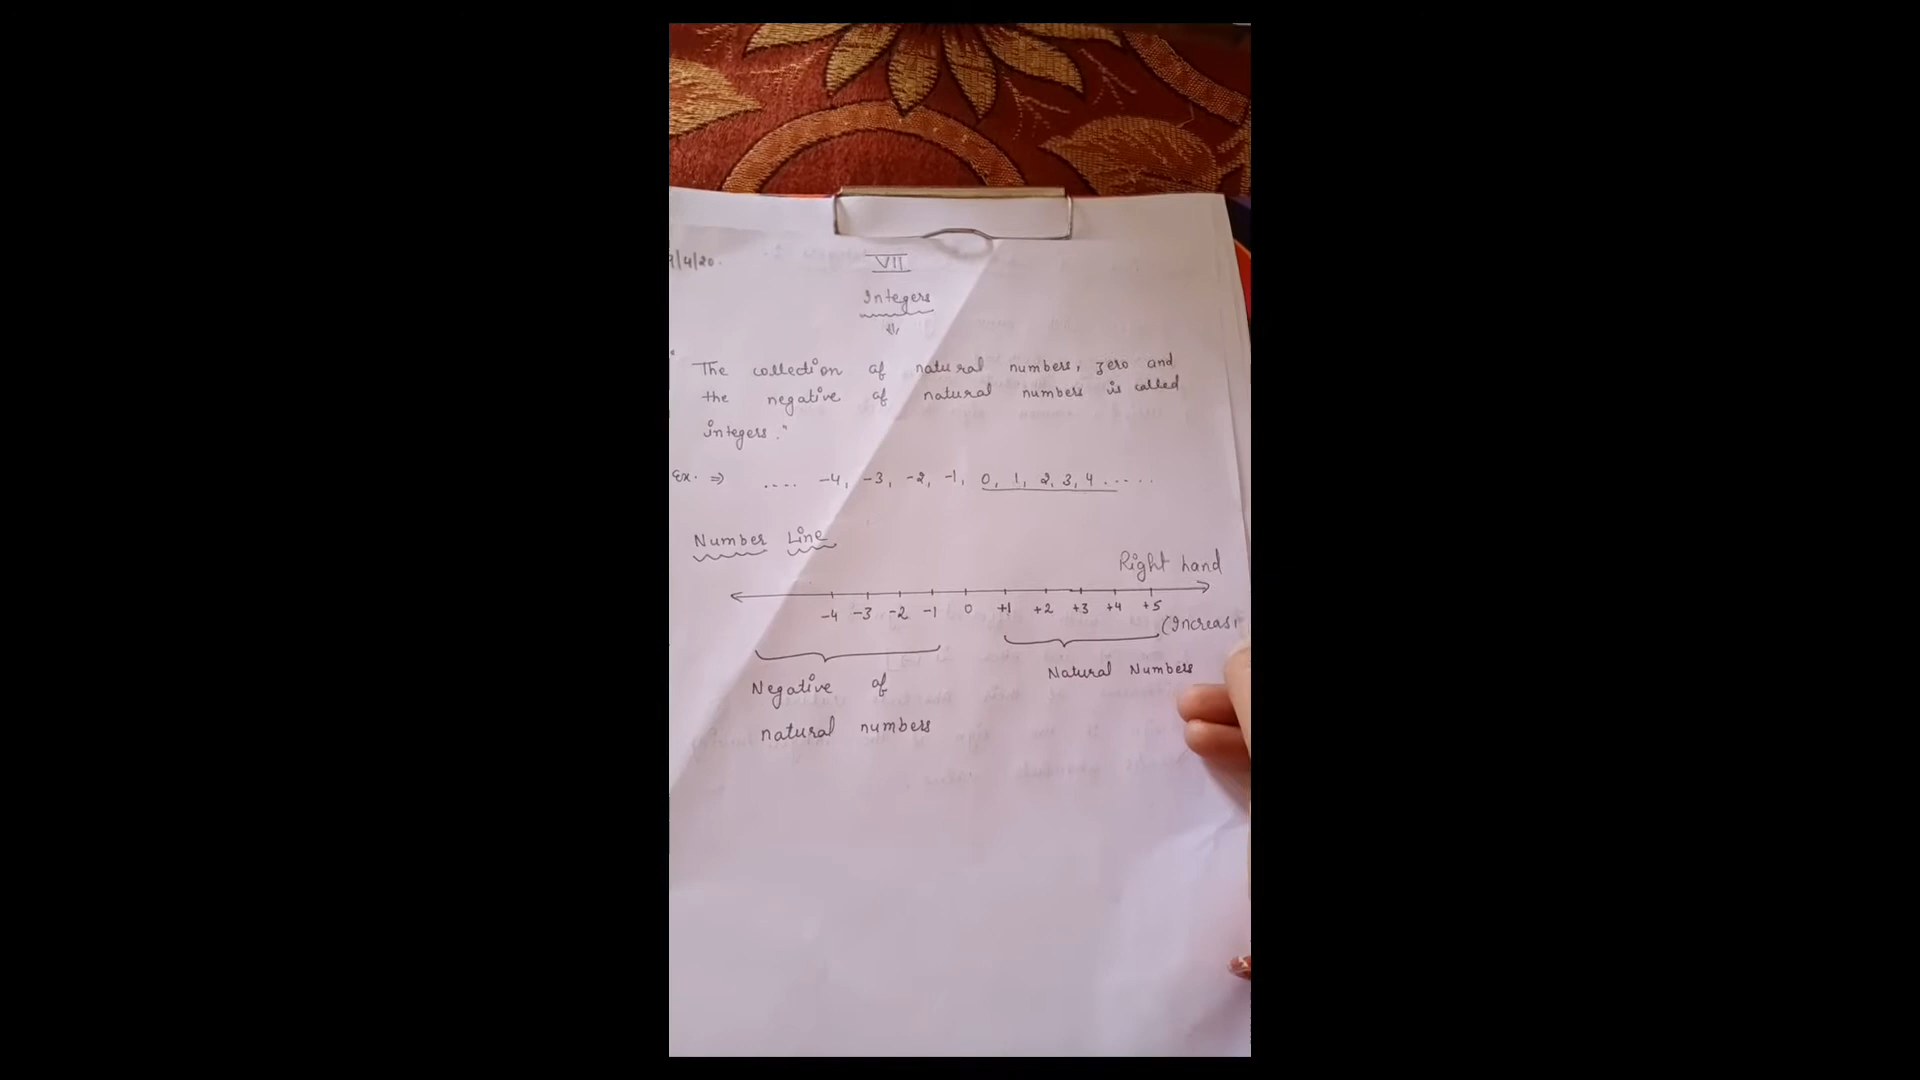 9/4/20.
VII
Integers
" The collection of natural numbers, zero and
the negative of natural numbers is called
integers."
Ex. ⇒ .... -4, -3, -2, -1, 0, 1, 2, 3, 4 ......
Number Line
Right hand
-4 -3 -2 -1 0 +1 +2 +3 +4 +5
(Increasi
Negative of
natural numbers
Natural Numbers